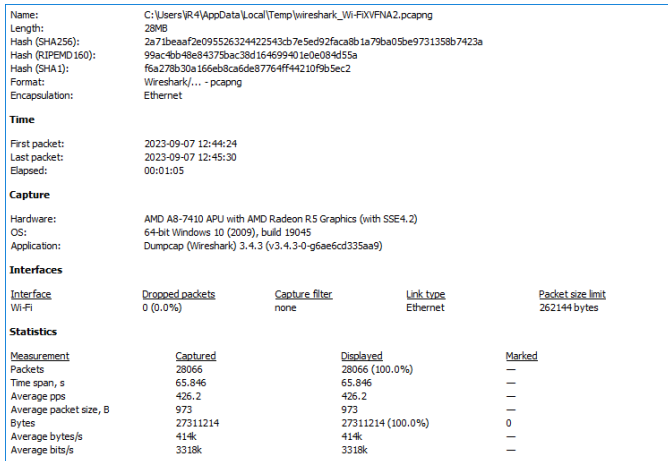 Name: C:\Users\R4\AppData\Local\Temp\wireshark_Wi-FiXVFNA2.pcapng
Length: 28MB
Hash (SHA256): 2a71beaaf2e095526324422543cb7e5ed92faca8b1a79ba05be9731358b7423a
Hash (RIPEMD160): 99ac4bb48e84375bac38d164699401e0e084d55a
Hash (SHA1): f6a278b30a166eb8ca6de87764ff44210f9b5ec2
Format: Wireshark/... - pcapng
Encapsulation: Ethernet
Time
First packet: 2023-09-07 12:44:24
Last packet: 2023-09-07 12:45:30
Elapsed: 00:01:05
Capture
Hardware: AMD A8-7410 APU with AMD Radeon R5 Graphics (with SSE4.2)
OS: 64-bit Windows 10 (2009), build 19045
Application: Dumpcap (Wireshark) 3.4.3 (v3.4.3-0-g6ae6cd335aa9)
Interfaces
Interface Dropped packets Capture filter Link type Packet size limit
Wi-Fi 0 (0.0%) none Ethernet 262144 bytes
Statistics
Measurement Captured Displayed Marked
Packets 28066 28066 (100.0%) —
Time span, s 65.846 65.846 —
Average pps 426.2 426.2 —
Average packet size, B 973 973 —
Bytes 27311214 27311214 (100.0%) 0
Average bytes/s 414k 414k —
Average bits/s 3318k 3318k —